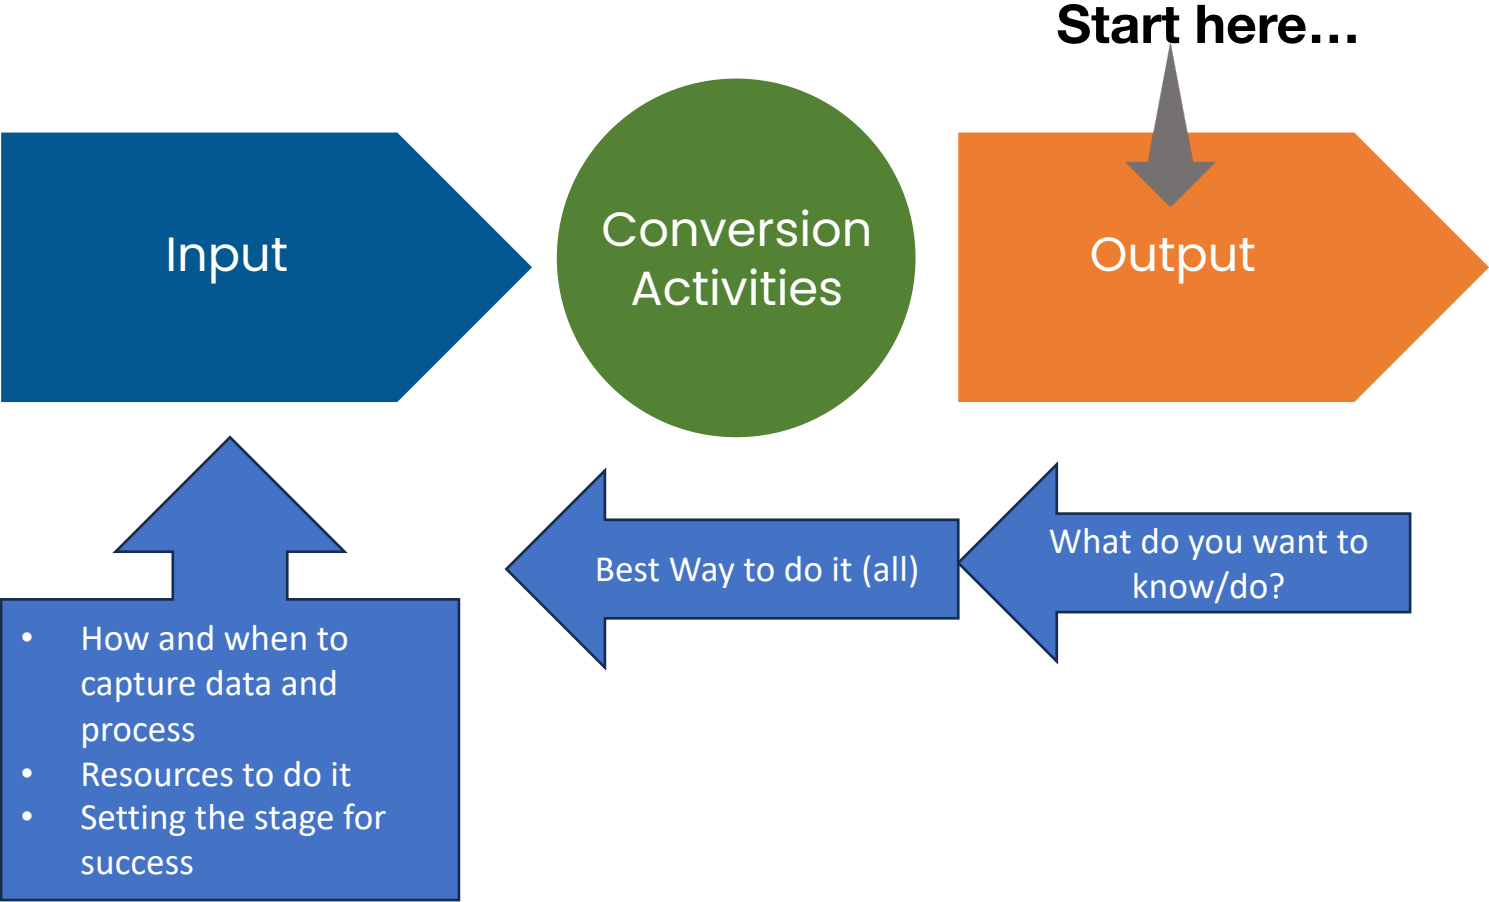 Start here…
Input
Conversion
Activities
Output
What do you want to
know/do?
Best Way to do it (all)
• How and when to
capture data and
process
• Resources to do it
• Setting the stage for
success